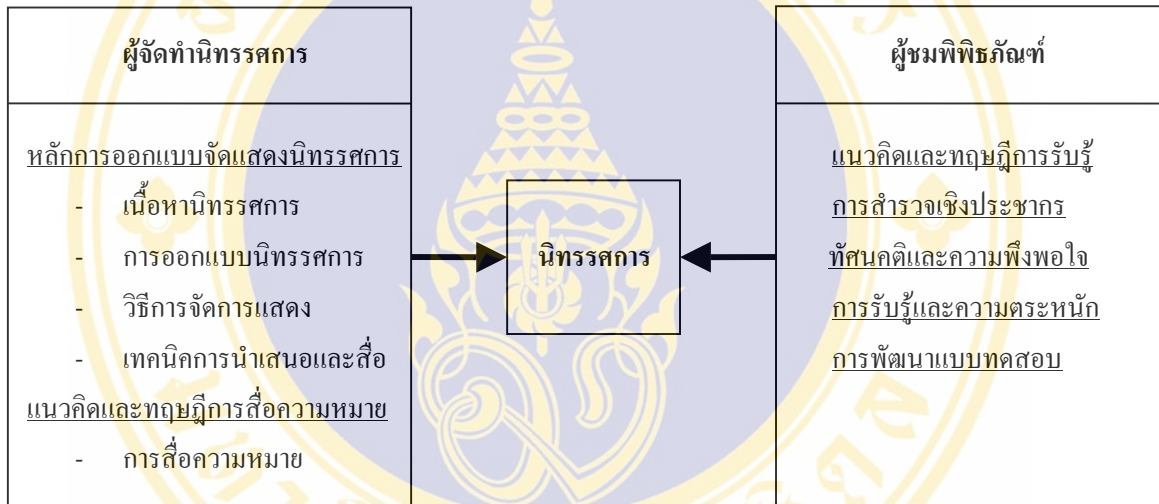 ผู้จัดทำนิทรรศการ
หลักการออกแบบจัดแสดงนิทรรศการ
- เนื้อหานิทรรศการ
- การออกแบบนิทรรศการ
- วิธีการจัดการแสดง
- เทคนิคการนำเสนอและสื่อ
แนวคิดและทฤษฎีการสื่อความหมาย
- การสื่อความหมาย
นิทรรศการ
ผู้ชมพิพิธภัณฑ์
แนวคิดและทฤษฎีการรับรู้
การสำรวจเชิงประชากร
ทัศนคติและความพึงพอใจ
การรับรู้และความตระหนัก
การพัฒนาแบบทดสอบ